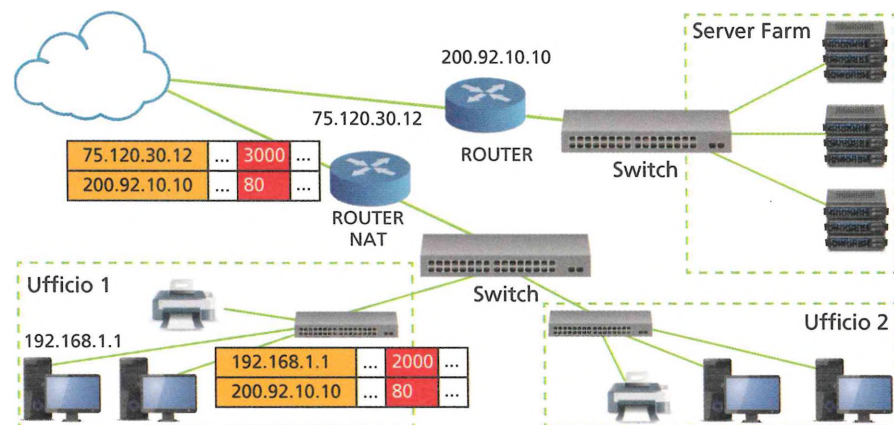 Server Farm
200.92.10.10
75.120.30.12
ROUTER
Switch
75.120.30.12 ... 3000 ...
200.92.10.10 ... 80 ...
ROUTER
NAT
Switch
Ufficio 1
192.168.1.1
192.168.1.1 ... 2000 ...
200.92.10.10 ... 80 ...
Ufficio 2